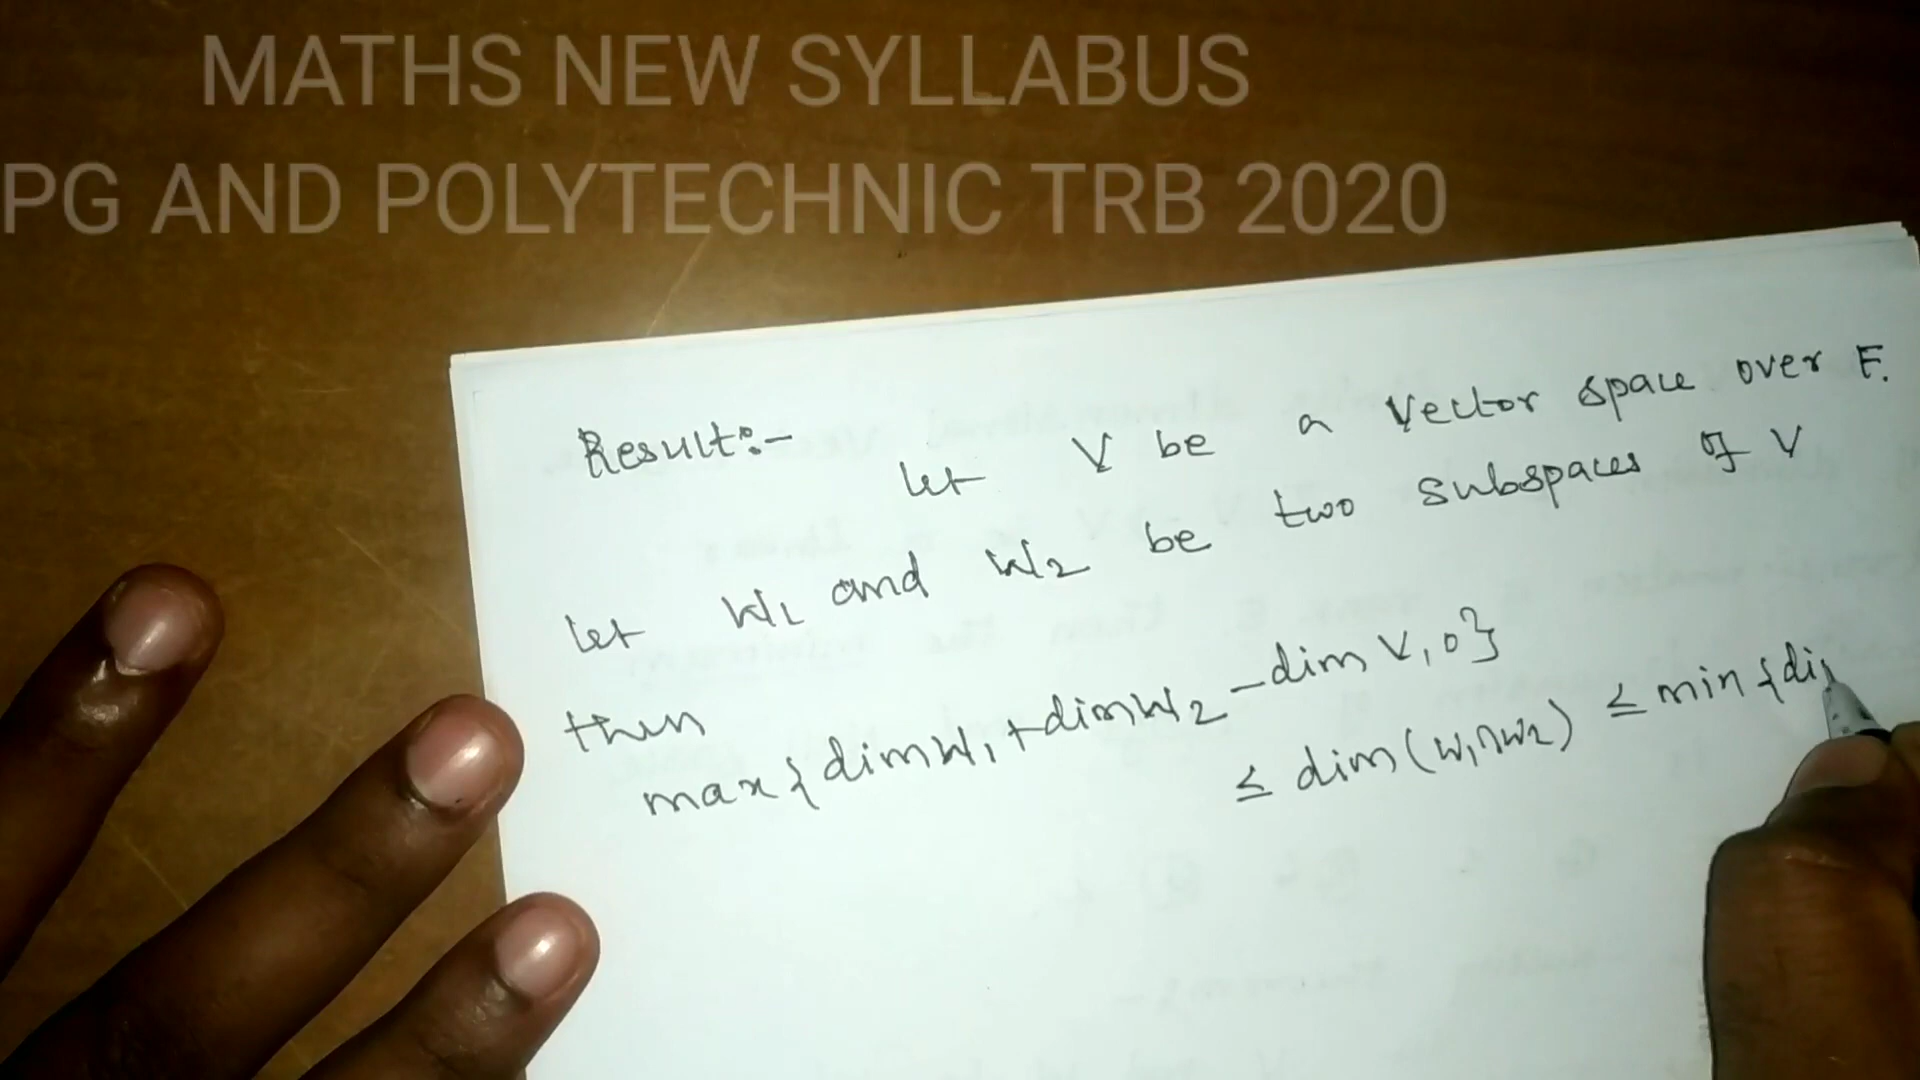 MATHS NEW SYLLABUS
PG AND POLYTECHNIC TRB 2020
Result:- let V be a Vector space over F.
let W1 and W2 be two subspaces of V
then
max{dimW1+dimW2-dim V, 0}
≤ dim(W1∩W2) ≤ min{di